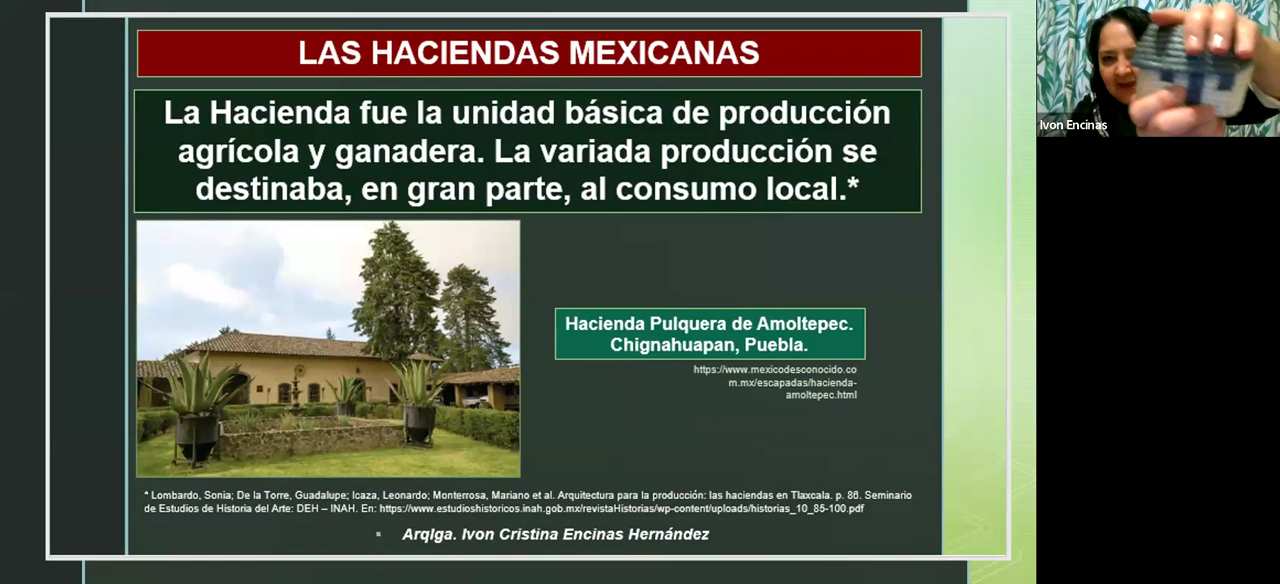 LAS HACIENDAS MEXICANAS
La Hacienda fue la unidad básica de producción
agrícola y ganadera. La variada producción se
destinaba, en gran parte, al consumo local.*
Hacienda Pulquera de Amoltepec.
Chignahuapan, Puebla.
https://www.mexicodesconocido.co
m.mx/escapadas/hacienda-
amoltepec.html
* Lombardo, Sonia; De la Torre, Guadalupe; Icaza, Leonardo; Monterrosa, Mariano et al. Arquitectura para la producción: las haciendas en Tlaxcala. p. 86. Seminario
de Estudios de Historia del Arte: DEH – INAH. En: https://www.estudioshistoricos.inah.gob.mx/revistaHistorias/wp-content/uploads/historias_10_85-100.pdf
Arqlga. Ivon Cristina Encinas Hernández
Ivon Encinas